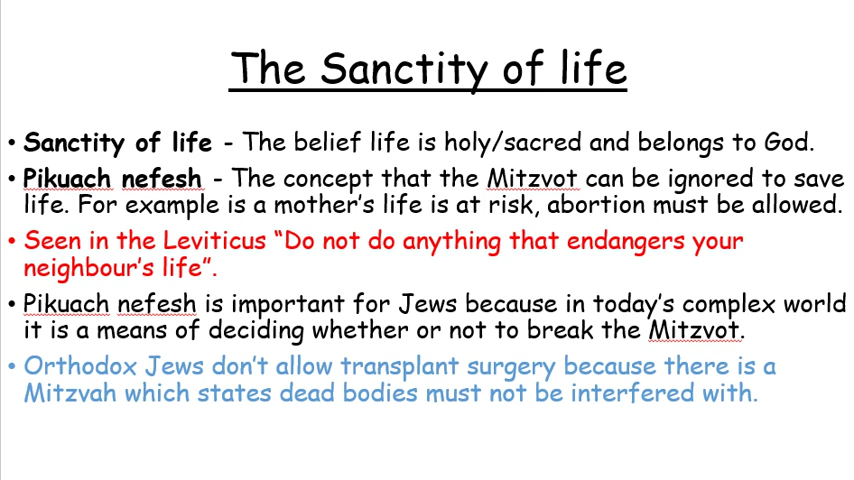 The Sanctity of life
• Sanctity of life - The belief life is holy/sacred and belongs to God.
• Pikuach nefesh - The concept that the Mitzvot can be ignored to save
life. For example is a mother's life is at risk, abortion must be allowed.
• Seen in the Leviticus “Do not do anything that endangers your
neighbour's life”.
• Pikuach nefesh is important for Jews because in today's complex world
it is a means of deciding whether or not to break the Mitzvot.
• Orthodox Jews don't allow transplant surgery because there is a
Mitzvah which states dead bodies must not be interfered with.